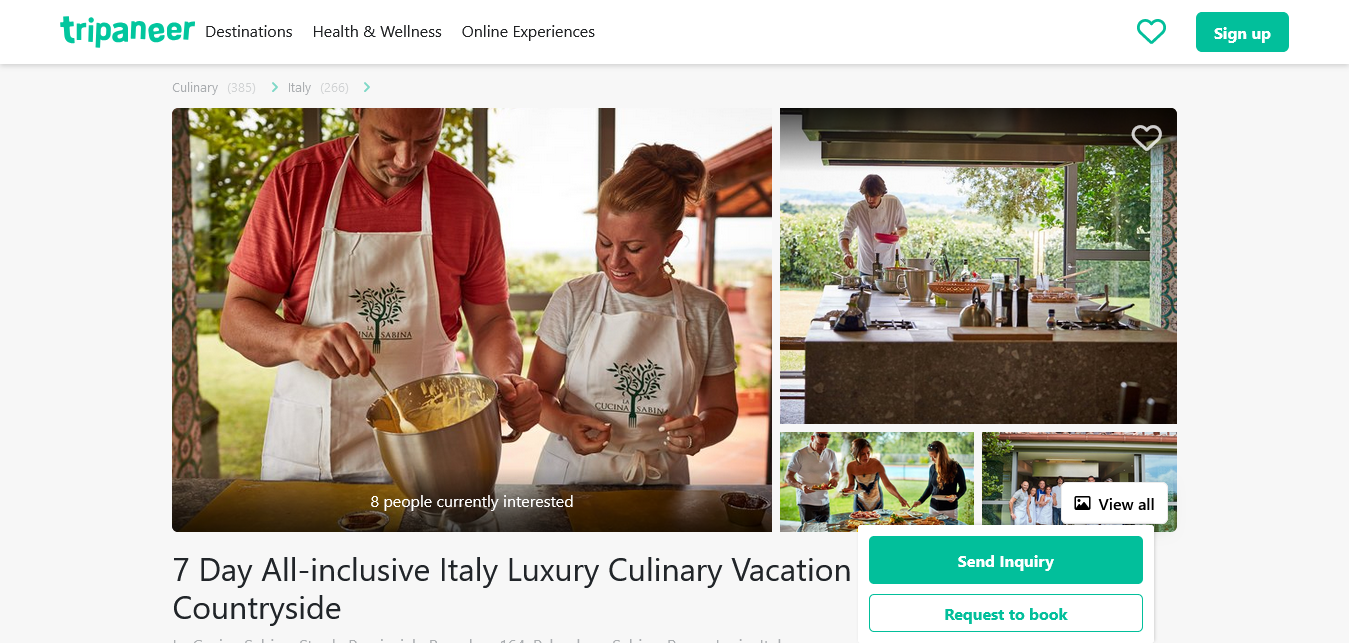 tripaneer Destinations Health & Wellness Online Experiences Sign up
Culinary (385) Italy (266)
LA
CUCINA SABINA
LA
CUCINA SABINA
8 people currently interested
View all
7 Day All-inclusive Italy Luxury Culinary Vacation
Countryside
Send Inquiry
Request to book